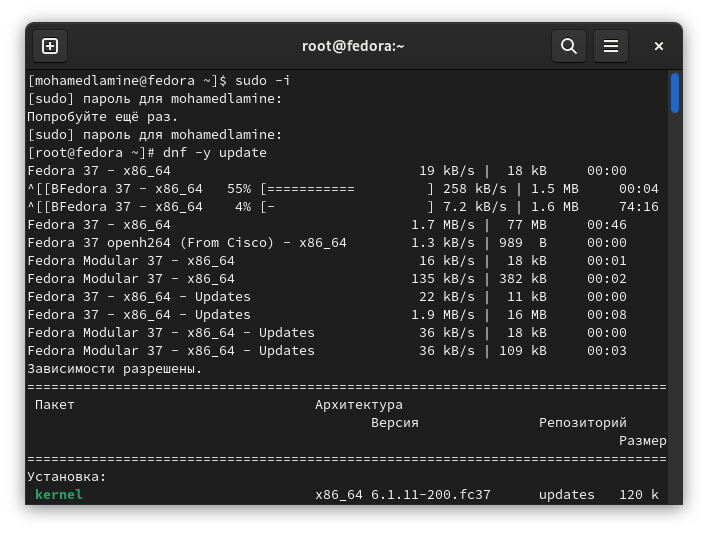 root@fedora:~
[mohamedlamine@fedora ~]$ sudo -i
[sudo] пароль для mohamedlamine:
Попробуйте ещё раз.
[sudo] пароль для mohamedlamine:
[root@fedora ~]# dnf -y update
Fedora 37 - x86_64 19 kB/s | 18 kB 00:00
^[[BFedora 37 - x86_64 55% [=========== ] 258 kB/s | 1.5 MB 00:04
^[[BFedora 37 - x86_64 4% [- ] 7.2 kB/s | 1.6 MB 74:16
Fedora 37 - x86_64 1.7 MB/s | 77 MB 00:46
Fedora 37 openh264 (From Cisco) - x86_64 1.3 kB/s | 989 B 00:00
Fedora Modular 37 - x86_64 16 kB/s | 18 kB 00:01
Fedora Modular 37 - x86_64 135 kB/s | 382 kB 00:02
Fedora 37 - x86_64 - Updates 22 kB/s | 11 kB 00:00
Fedora 37 - x86_64 - Updates 1.9 MB/s | 16 MB 00:08
Fedora Modular 37 - x86_64 - Updates 36 kB/s | 18 kB 00:00
Fedora Modular 37 - x86_64 - Updates 36 kB/s | 109 kB 00:03
Зависимости разрешены.
================================================================================
Пакет Архитектура
Версия Репозиторий
Размер
================================================================================
Установка:
kernel x86_64 6.1.11-200.fc37 updates 120 k